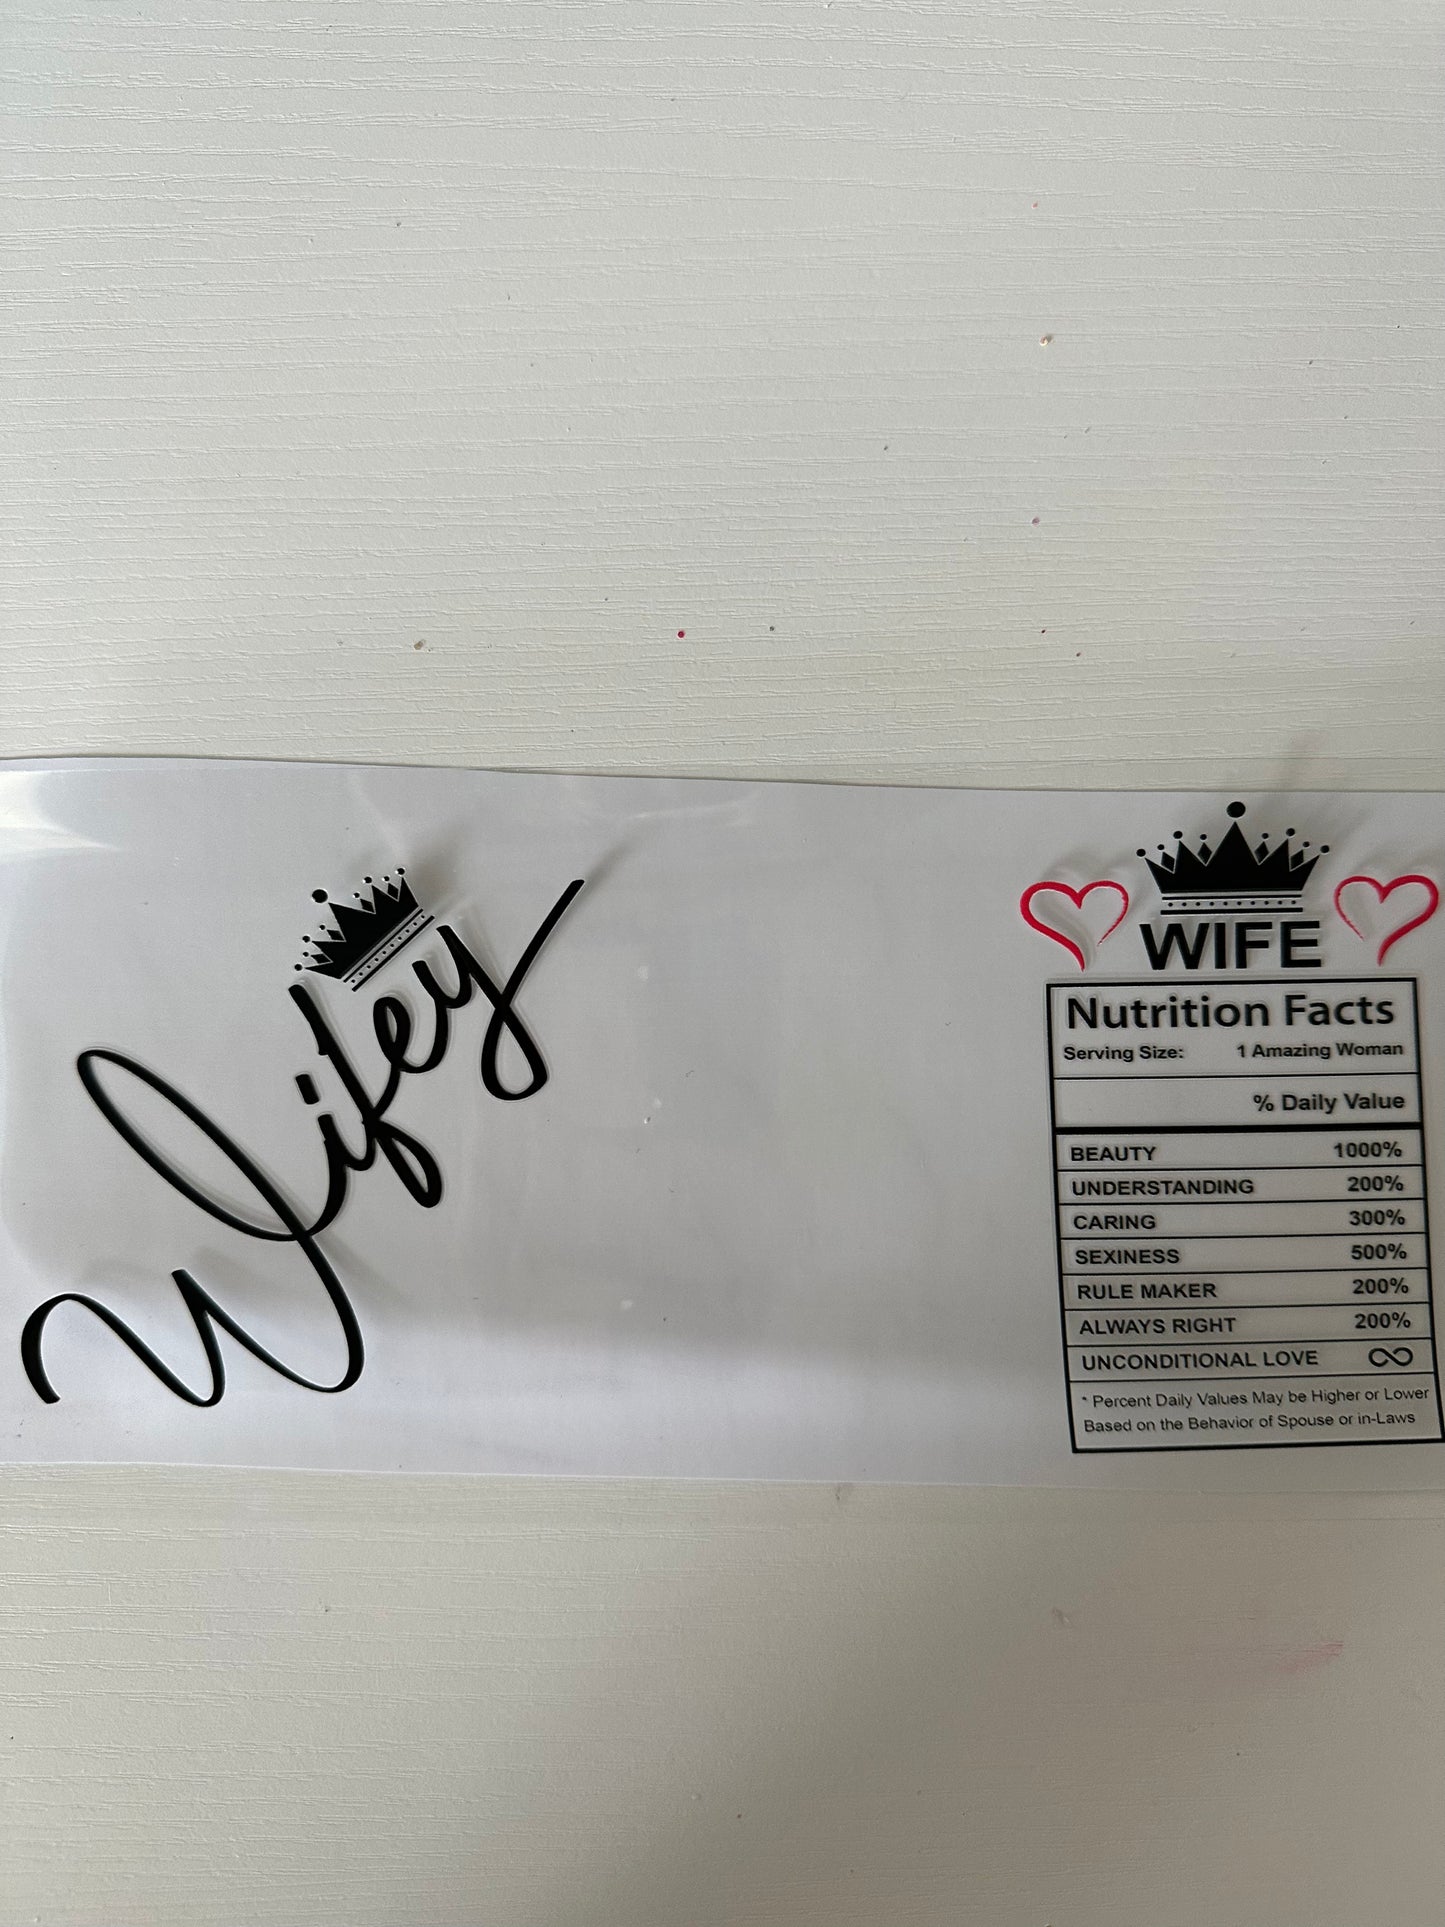 Wifey
WIFE
Nutrition Facts
Serving Size: 1 Amazing Woman
% Daily Value
BEAUTY 1000%
UNDERSTANDING 200%
CARING 300%
SEXINESS 500%
RULE MAKER 200%
ALWAYS RIGHT 200%
UNCONDITIONAL LOVE ∞
* Percent Daily Values May be Higher or Lower
Based on the Behavior of Spouse or in-Laws